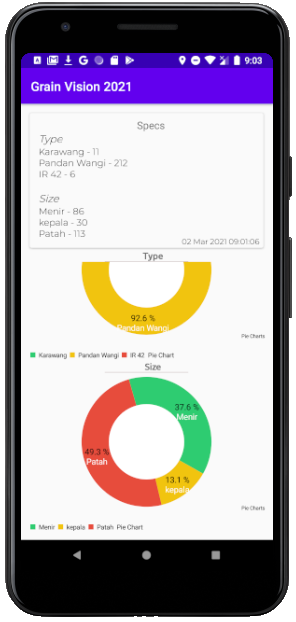 9:03
Grain Vision 2021
Specs
Type
Karawang - 11
Pandan Wangi - 212
IR 42 - 6
Size
Menir - 86
kepala - 30
Patah - 113
02 Mar 2021 09:01:06
Type
92.6 %
Pandan Wangi
Pie Charts
Karawang Pandan Wangi IR 42 Pie Chart
Size
37.6 %
Menir
49.3 %
Patah
13.1 %
kepala
Pie Charts
Menir kepala Patah Pie Chart